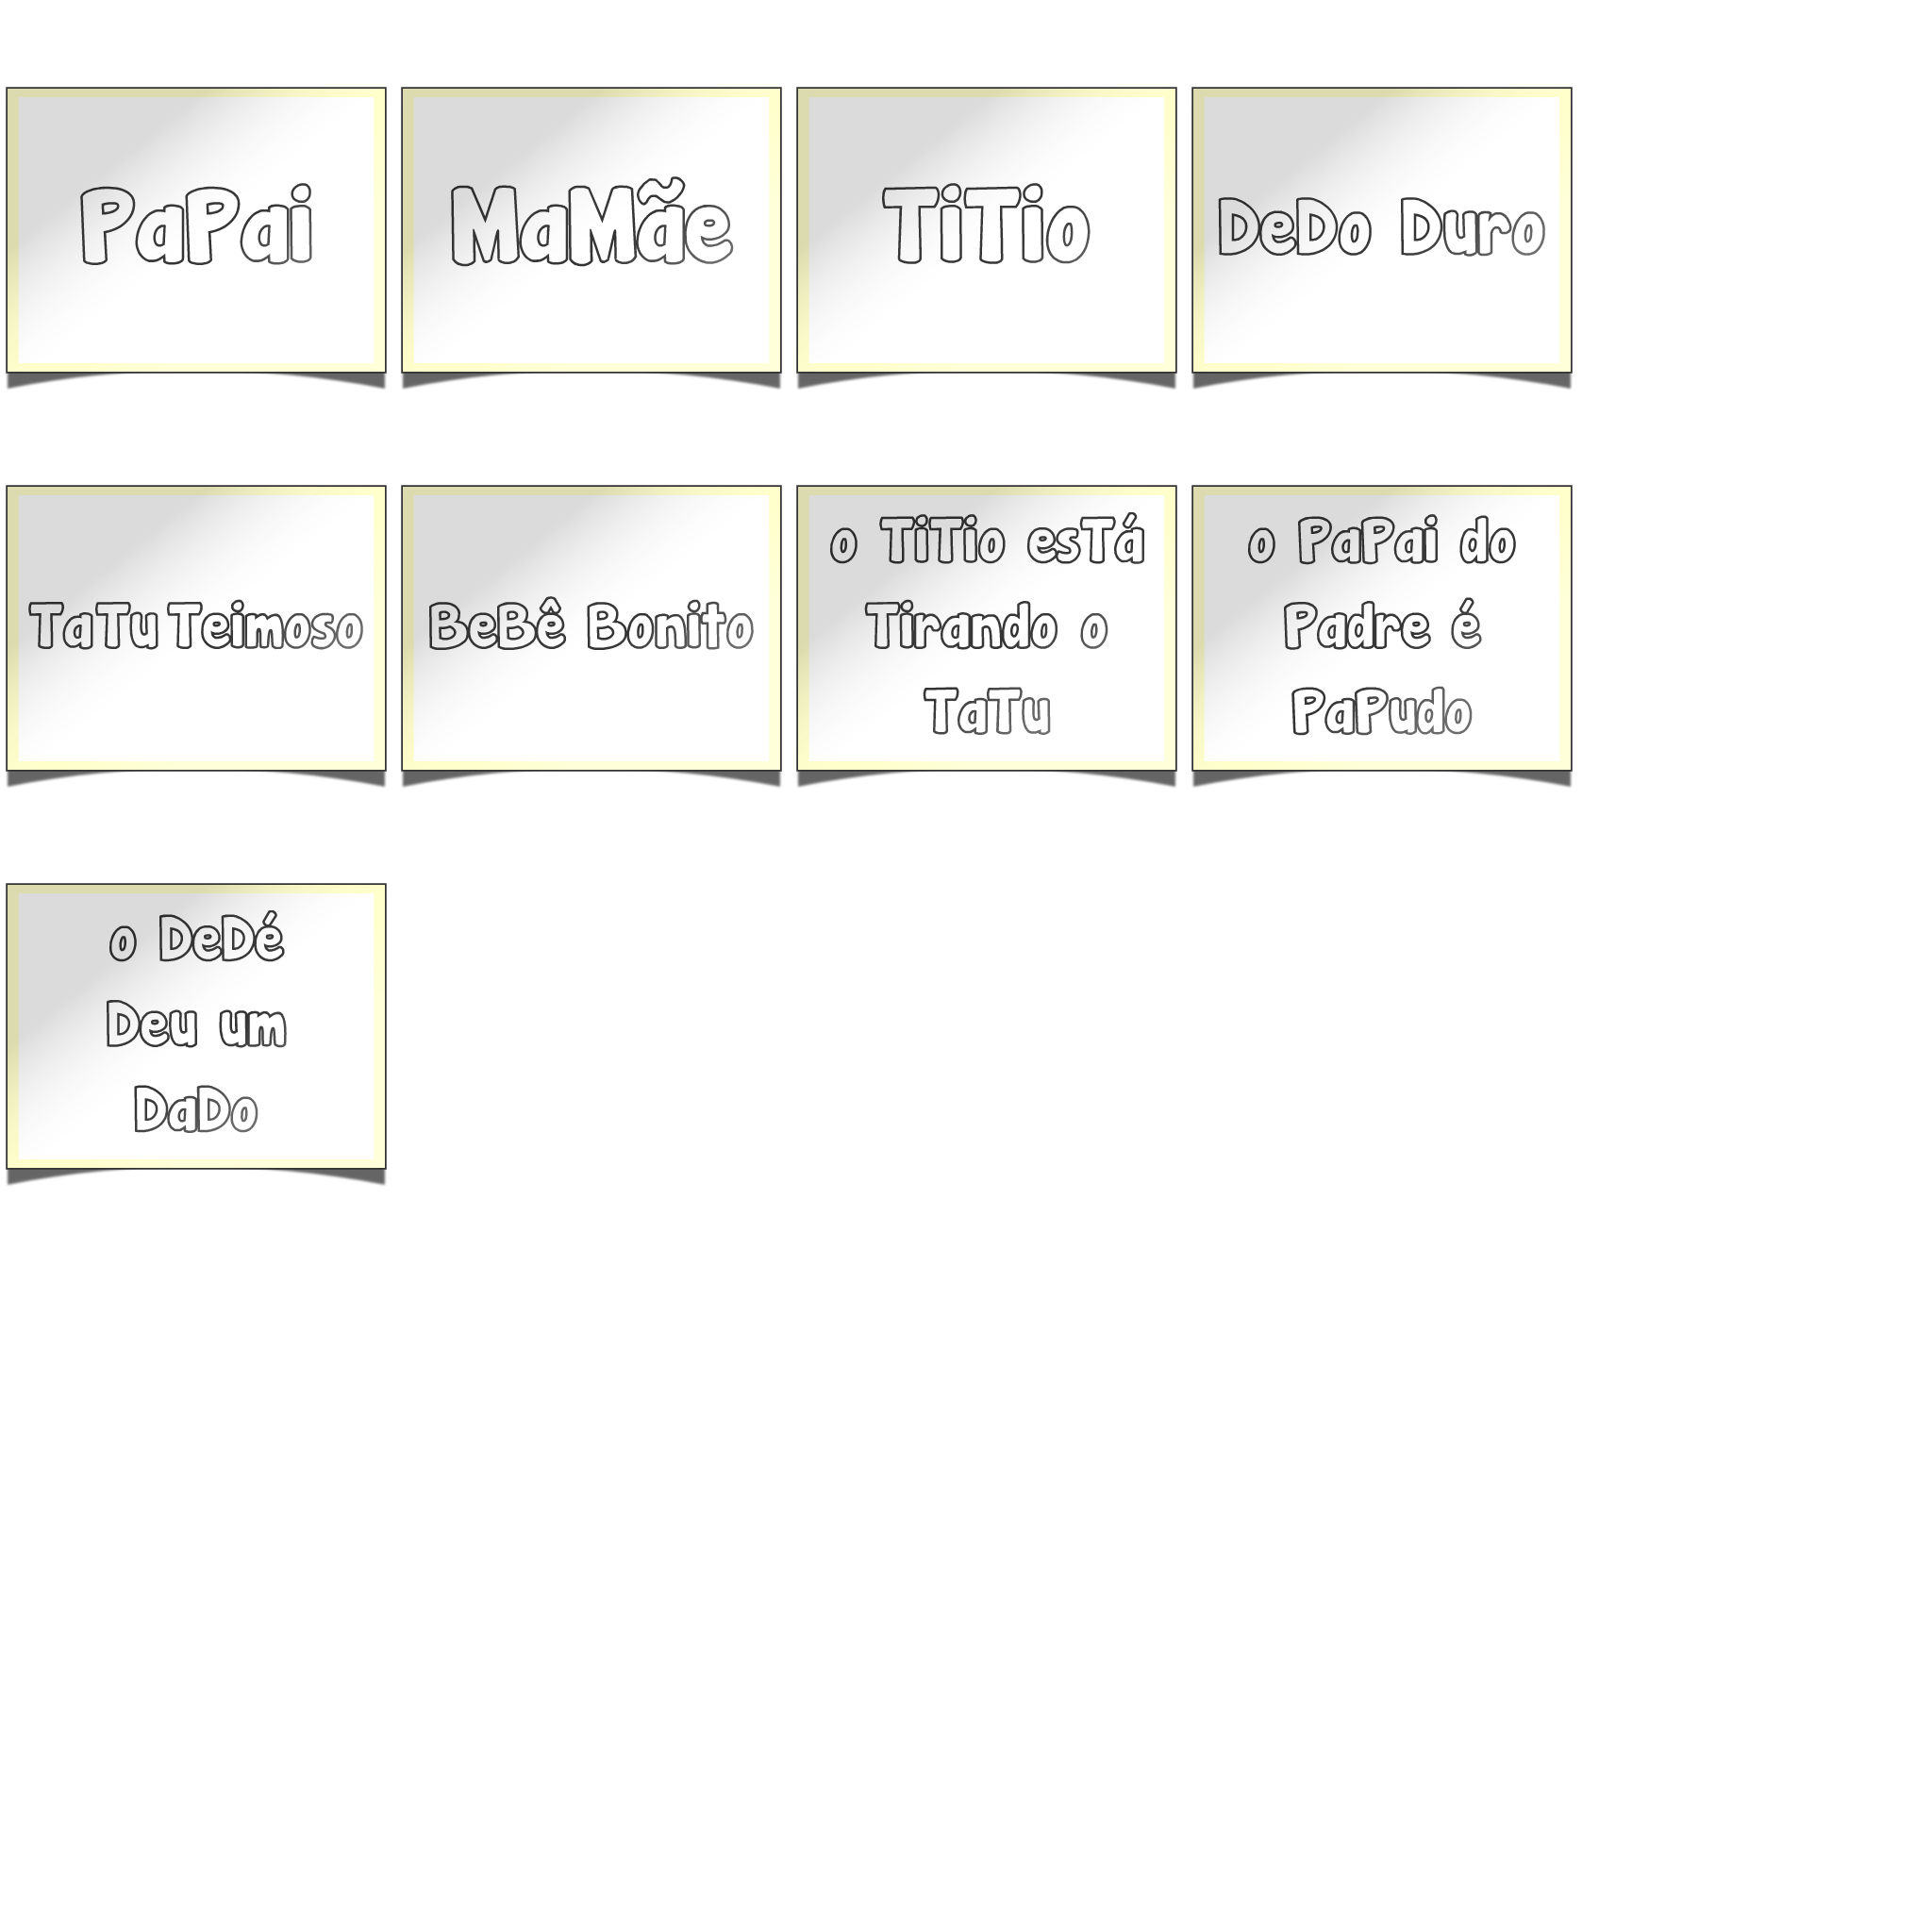 PaPai
MaMãe
TiTio
DeDo Duro
TaTu Teimoso
BeBê Bonito
o TiTio esTá
Tirando o
TaTu
o PaPai do
Padre é
PaPudo
o DeDé
Deu um
DaDo